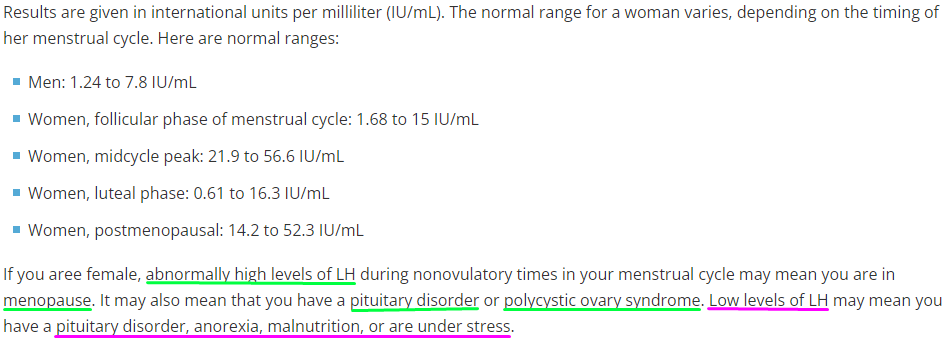 Results are given in international units per milliliter (IU/mL). The normal range for a woman varies, depending on the timing of
her menstrual cycle. Here are normal ranges:
Men: 1.24 to 7.8 IU/mL
Women, follicular phase of menstrual cycle: 1.68 to 15 IU/mL
Women, midcycle peak: 21.9 to 56.6 IU/mL
Women, luteal phase: 0.61 to 16.3 IU/mL
Women, postmenopausal: 14.2 to 52.3 IU/mL
If you aree female, abnormally high levels of LH during nonovulatory times in your menstrual cycle may mean you are in
menopause. It may also mean that you have a pituitary disorder or polycystic ovary syndrome. Low levels of LH may mean you
have a pituitary disorder, anorexia, malnutrition, or are under stress.